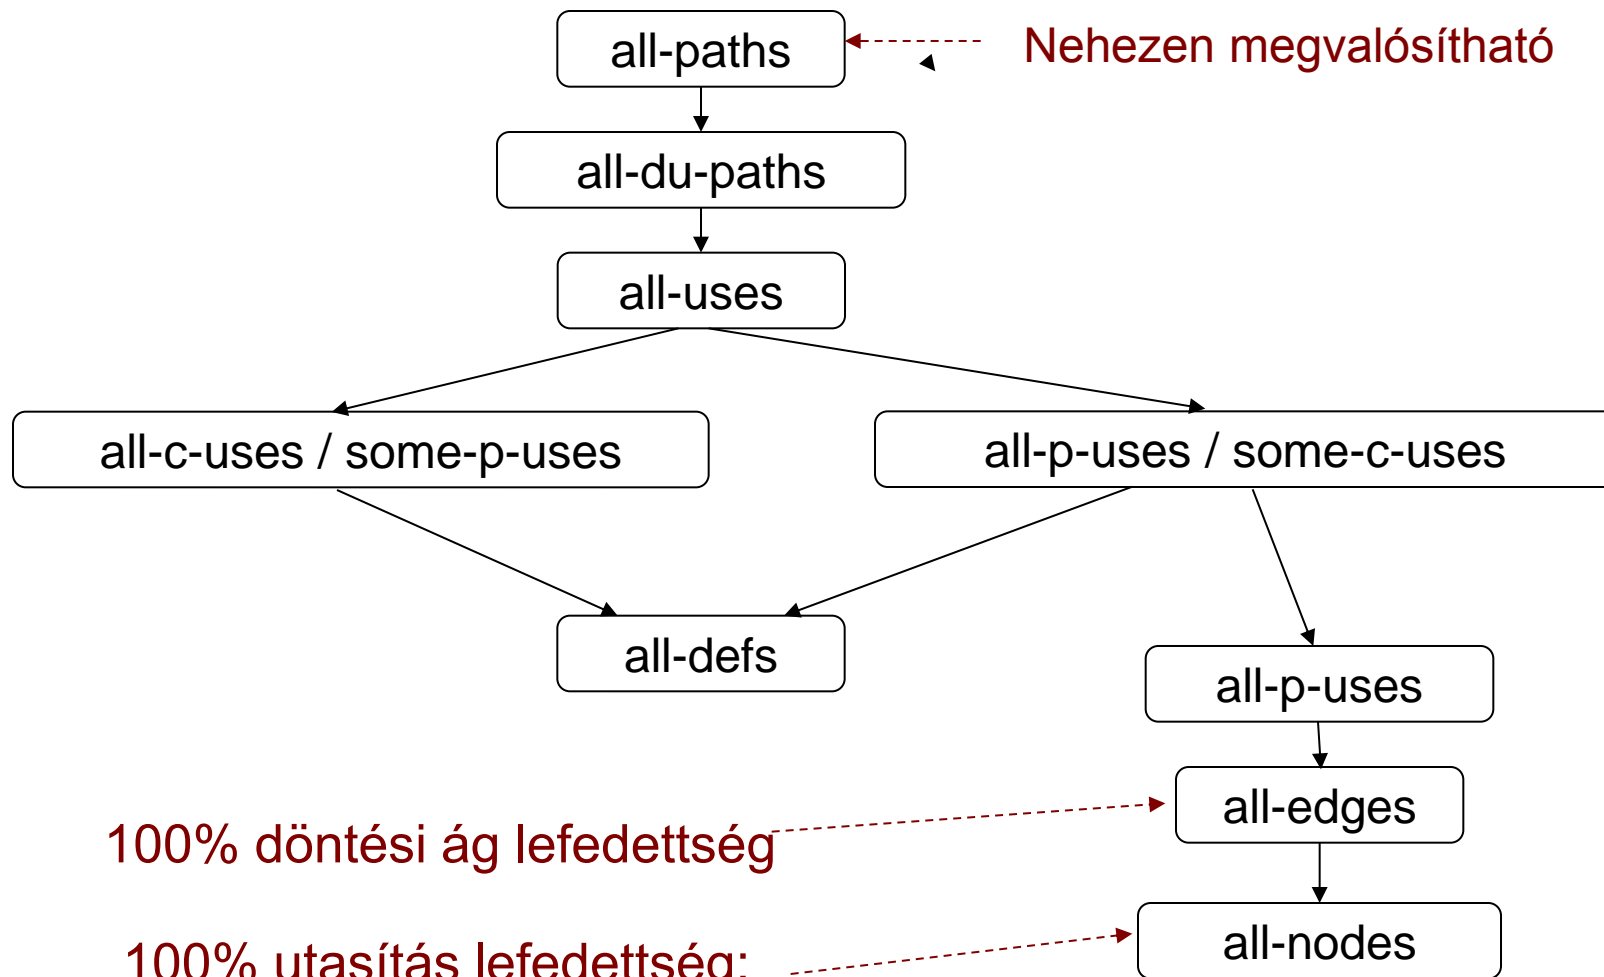 all-paths
Nehezen megvalósítható
all-du-paths
all-uses
all-c-uses / some-p-uses
all-p-uses / some-c-uses
all-defs
all-p-uses
all-edges
100% döntési ág lefedettség
all-nodes
100% utasítás lefedettség;